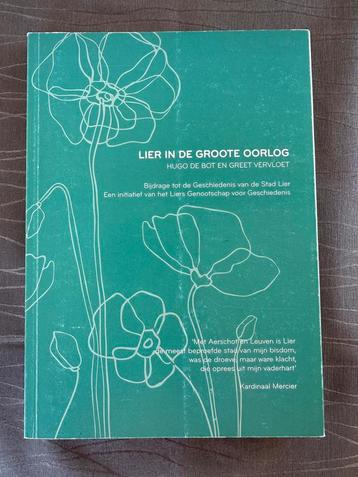 LIER IN DE GROOTE OORLOG
HUGO DE BOT EN GREET VERVLOET
Bijdrage tot de Geschiedenis van de Stad Lier
Een initiatief van het Liers Genootschap voor Geschiedenis
'Met Aerschot en Leuven is Lier
de meest beproefde stad van mijn bisdom,
was de droeve, maar ware klacht,
die oprees uit mijn vaderhart'
Kardinaal Mercier